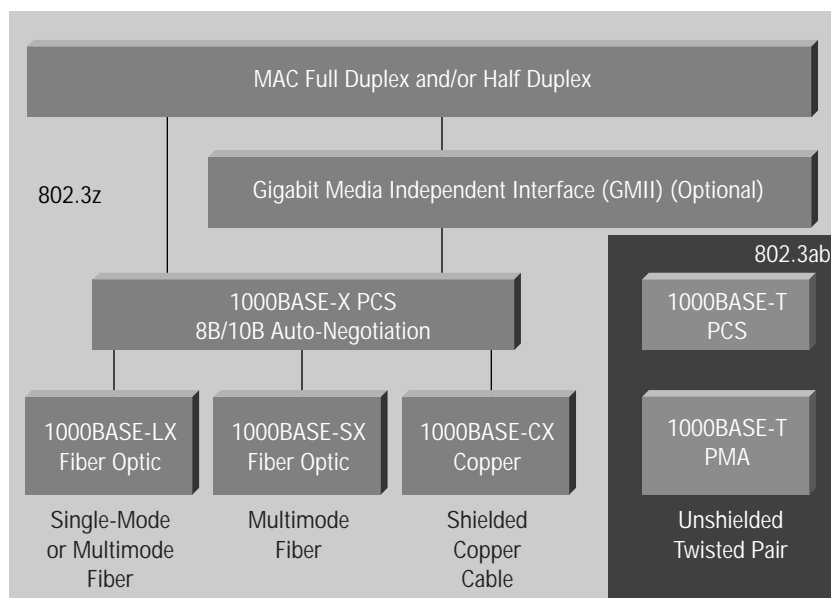 MAC Full Duplex and/or Half Duplex
802.3z
Gigabit Media Independent Interface (GMII) (Optional)
802.3ab
1000BASE-X PCS
8B/10B Auto-Negotiation
1000BASE-T
PCS
1000BASE-LX
Fiber Optic
1000BASE-SX
Fiber Optic
1000BASE-CX
Copper
1000BASE-T
PMA
Single-Mode
or Multimode
Fiber
Multimode
Fiber
Shielded
Copper
Cable
Unshielded
Twisted Pair